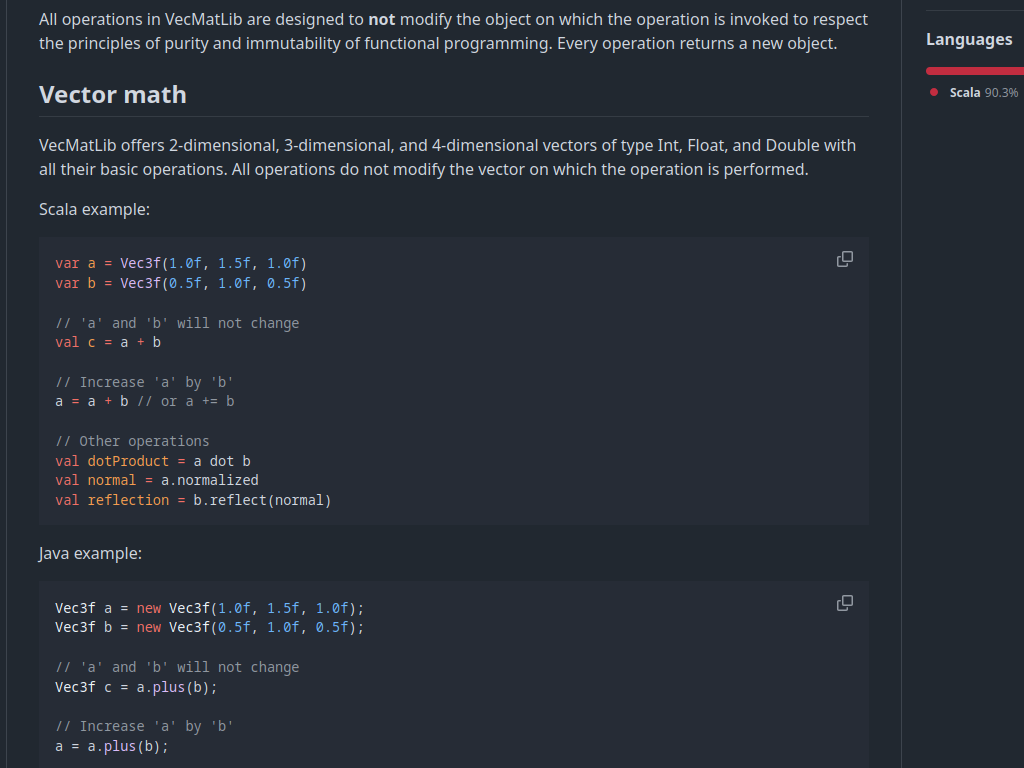 All operations in VecMatLib are designed to not modify the object on which the operation is invoked to respect
the principles of purity and immutability of functional programming. Every operation returns a new object.
Vector math
VecMatLib offers 2-dimensional, 3-dimensional, and 4-dimensional vectors of type Int, Float, and Double with
all their basic operations. All operations do not modify the vector on which the operation is performed.
Scala example:
var a = Vec3f(1.0f, 1.5f, 1.0f)
var b = Vec3f(0.5f, 1.0f, 0.5f)
// 'a' and 'b' will not change
val c = a + b
// Increase 'a' by 'b'
a = a + b // or a += b
// Other operations
val dotProduct = a dot b
val normal = a.normalized
val reflection = b.reflect(normal)
Java example:
Vec3f a = new Vec3f(1.0f, 1.5f, 1.0f);
Vec3f b = new Vec3f(0.5f, 1.0f, 0.5f);
// 'a' and 'b' will not change
Vec3f c = a.plus(b);
// Increase 'a' by 'b'
a = a.plus(b);
Languages
Scala 90.3%